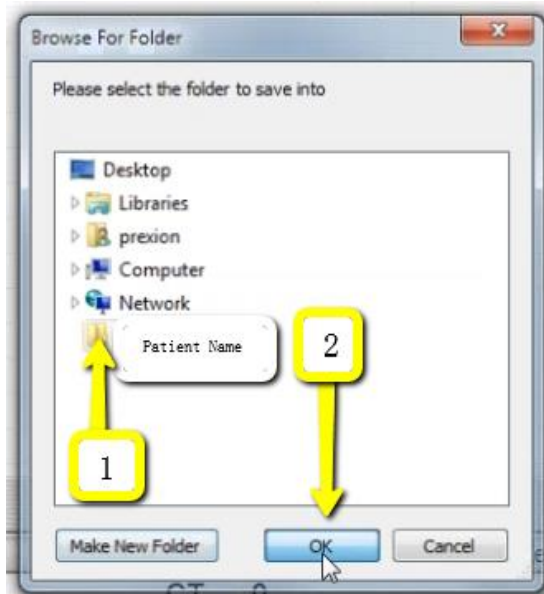 Browse For Folder
Please select the folder to save into
Desktop
Libraries
prexion
Computer
Network
Patient Name
2
1
Make New Folder
OK
Cancel